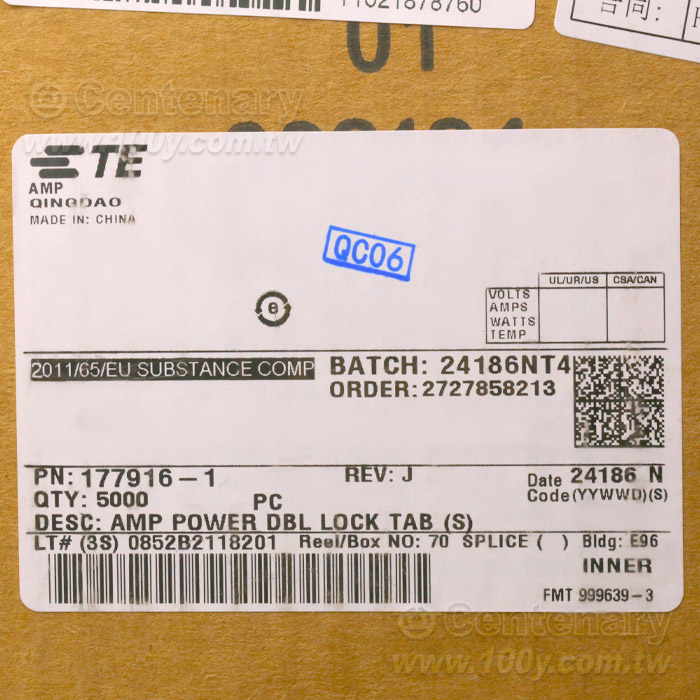 11021878760
合同:
01
Centenary
www.100y.com.tw
TE
AMP
QINGDAO
MADE IN: CHINA
QC06
UL/UR/US CSA/CAN
VOLTS
AMPS
WATTS
TEMP
e
2011/65/EU SUBSTANCE COMP
BATCH: 24186NT4
ORDER:2727858213
PN: 177916-1 REV: J Date 24186 N
QTY: 5000 PC Code(YYWWD)(S)
DESC: AMP POWER DBL LOCK TAB (S)
LT# (3S) 0852B2118201 Reel/Box NO: 70 SPLICE ( ) Bldg: E96
INNER
FMT 999639-3
Centenary
www.100y.com.tw